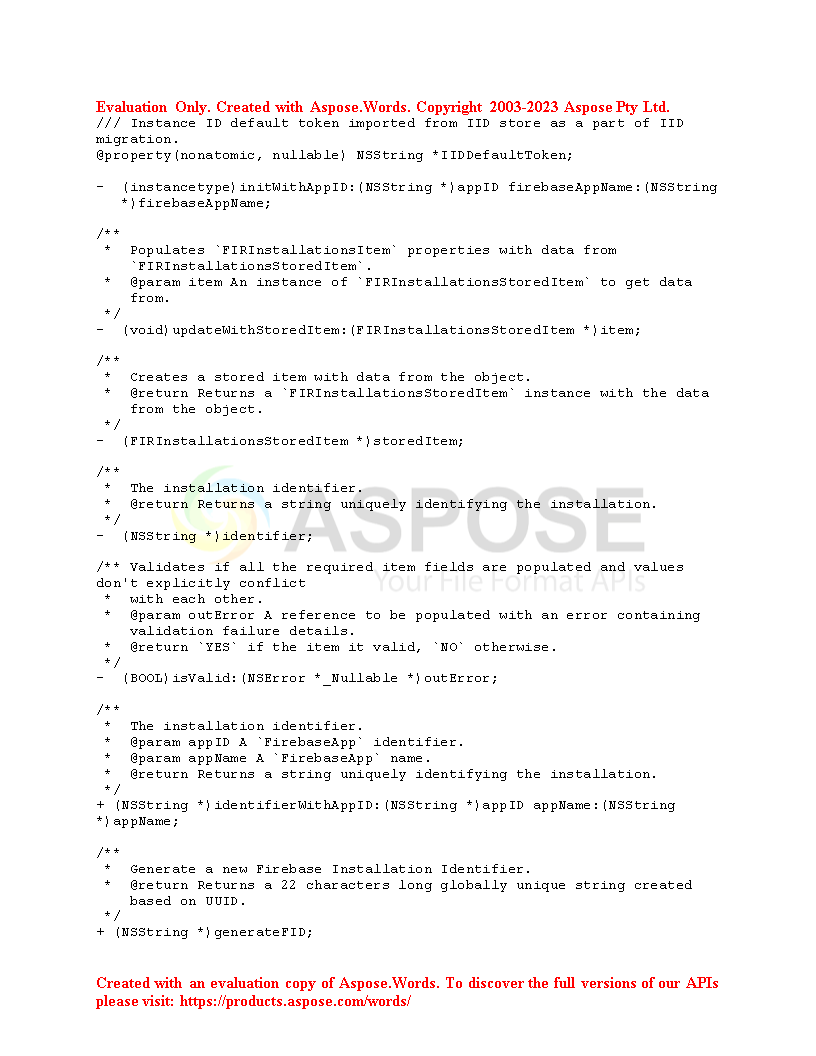 Evaluation Only. Created with Aspose.Words. Copyright 2003-2023 Aspose Pty Ltd.
/// Instance ID default token imported from IID store as a part of IID
migration.
@property(nonatomic, nullable) NSString *IIDDefaultToken;
- (instancetype)initWithAppID:(NSString *)appID firebaseAppName:(NSString
*)firebaseAppName;
/**
* Populates `FIRInstallationsItem` properties with data from
`FIRInstallationsStoredItem`.
* @param item An instance of `FIRInstallationsStoredItem` to get data
from.
*/
- (void)updateWithStoredItem:(FIRInstallationsStoredItem *)item;
/**
* Creates a stored item with data from the object.
* @return Returns a `FIRInstallationsStoredItem` instance with the data
from the object.
*/
- (FIRInstallationsStoredItem *)storedItem;
/**
* The installation identifier.
* @return Returns a string uniquely identifying the installation.
*/
- (NSString *)identifier;
ASPOSE
Your File Format APIs
/** Validates if all the required item fields are populated and values
don't explicitly conflict
* with each other.
* @param outError A reference to be populated with an error containing
validation failure details.
* @return `YES` if the item it valid, `NO` otherwise.
*/
- (BOOL)isValid:(NSError *_Nullable *)outError;
/**
* The installation identifier.
* @param appID A `FirebaseApp` identifier.
* @param appName A `FirebaseApp` name.
* @return Returns a string uniquely identifying the installation.
*/
+ (NSString *)identifierWithAppID:(NSString *)appID appName:(NSString
*)appName;
/**
* Generate a new Firebase Installation Identifier.
* @return Returns a 22 characters long globally unique string created
based on UUID.
*/
+ (NSString *)generateFID;
Created with an evaluation copy of Aspose.Words. To discover the full versions of our APIs
please visit: https://products.aspose.com/words/